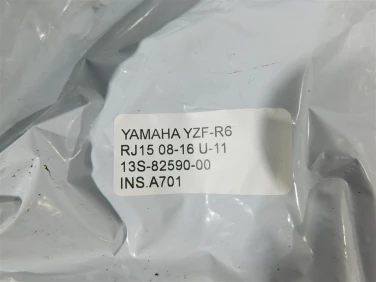 YAMAHA YZF-R6
RJ15 08-16 U-11
13S-82590-00
INS.A701